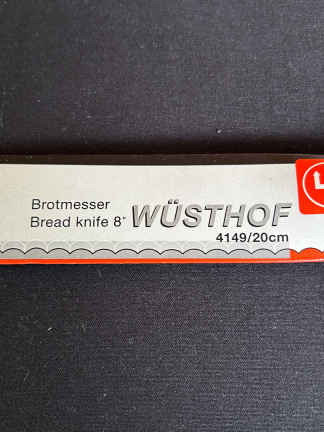 Brotmesser
Bread knife 8" WÜSTHOF
4149/20cm